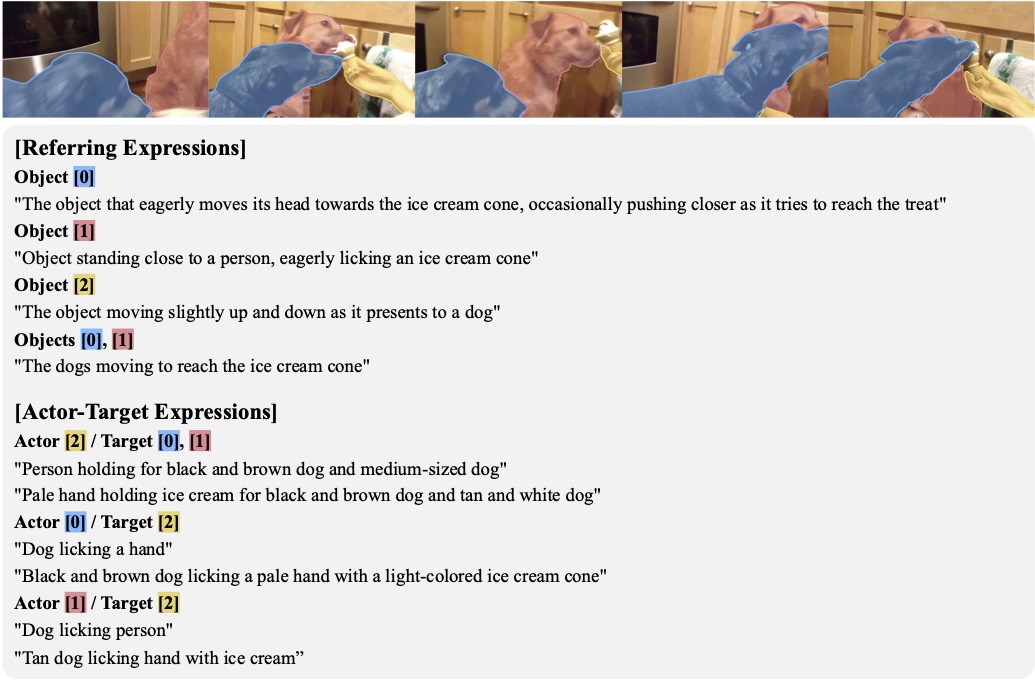 [Referring Expressions]
Object [0]
"The object that eagerly moves its head towards the ice cream cone, occasionally pushing closer as it tries to reach the treat"
Object [1]
"Object standing close to a person, eagerly licking an ice cream cone"
Object [2]
"The object moving slightly up and down as it presents to a dog"
Objects [0], [1]
"The dogs moving to reach the ice cream cone"
[Actor-Target Expressions]
Actor [2] / Target [0], [1]
"Person holding for black and brown dog and medium-sized dog"
"Pale hand holding ice cream for black and brown dog and tan and white dog"
Actor [0] / Target [2]
"Dog licking a hand"
"Black and brown dog licking a pale hand with a light-colored ice cream cone"
Actor [1] / Target [2]
"Dog licking person"
"Tan dog licking hand with ice cream”